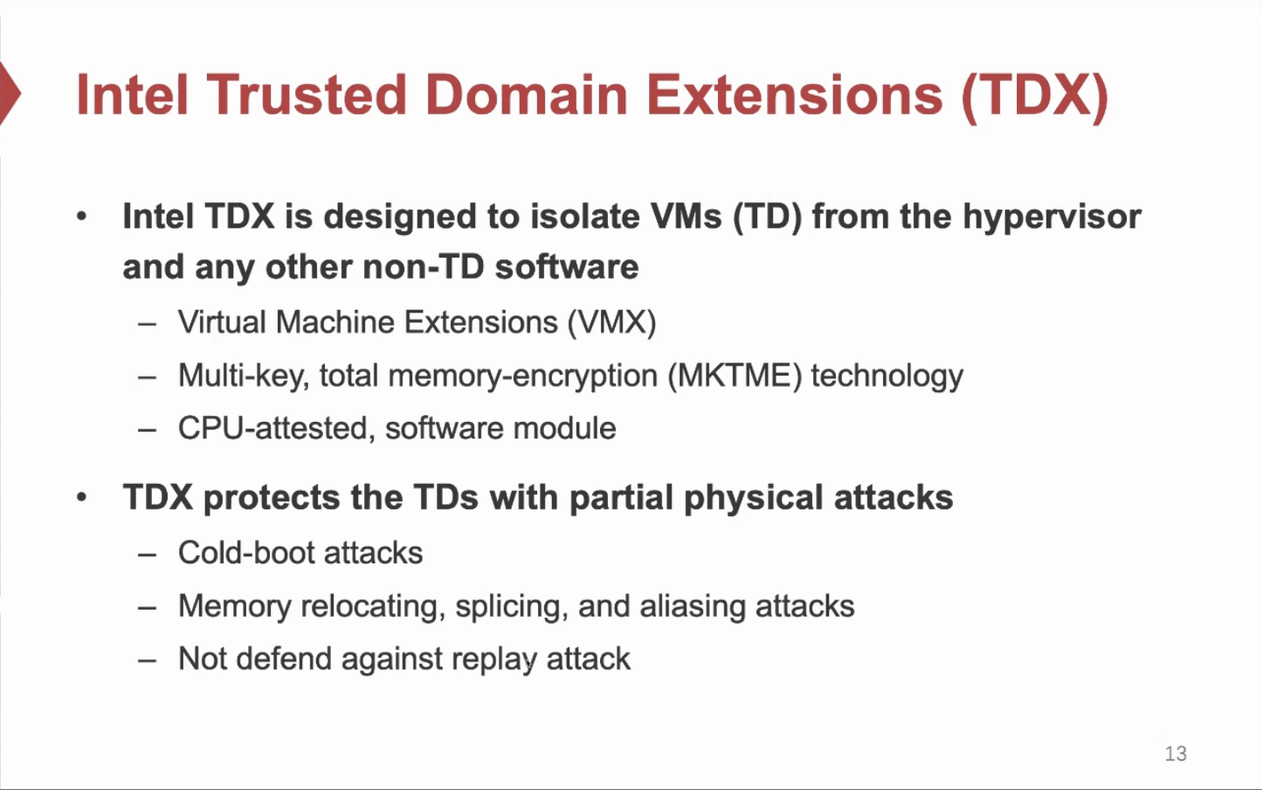 Intel Trusted Domain Extensions (TDX)
• Intel TDX is designed to isolate VMs (TD) from the hypervisor
and any other non-TD software
– Virtual Machine Extensions (VMX)
– Multi-key, total memory-encryption (MKTME) technology
– CPU-attested, software module
• TDX protects the TDs with partial physical attacks
– Cold-boot attacks
– Memory relocating, splicing, and aliasing attacks
– Not defend against replay attack
13